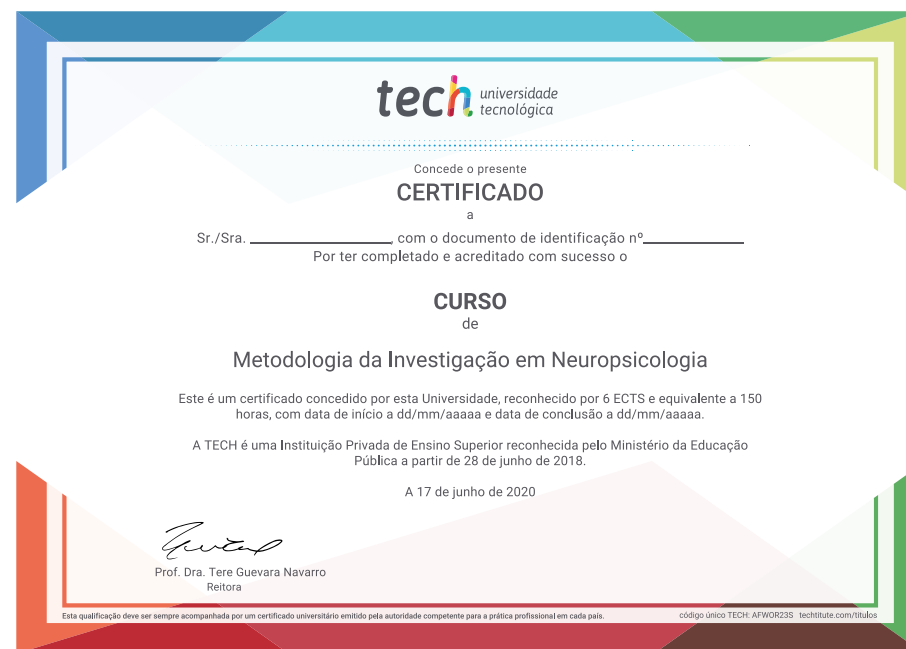 tech universidade
tecnológica
Concede o presente
CERTIFICADO
a
Sr./Sra. _________________, com o documento de identificação nº____________
Por ter completado e acreditado com sucesso o
CURSO
de
Metodologia da Investigação em Neuropsicologia
Este é um certificado concedido por esta Universidade, reconhecido por 6 ECTS e equivalente a 150
horas, com data de início a dd/mm/aaaaa e data de conclusão a dd/mm/aaaaa.
A TECH é uma Instituição Privada de Ensino Superior reconhecida pelo Ministério da Educação
Pública a partir de 28 de junho de 2018.
A 17 de junho de 2020
Prof. Dra. Tere Guevara Navarro
Reitora
Esta qualificação deve ser sempre acompanhada por um certificado universitário emitido pela autoridade competente para a prática profissional em cada país.
código único TECH: AFWOR23S techtitute.com/titulos